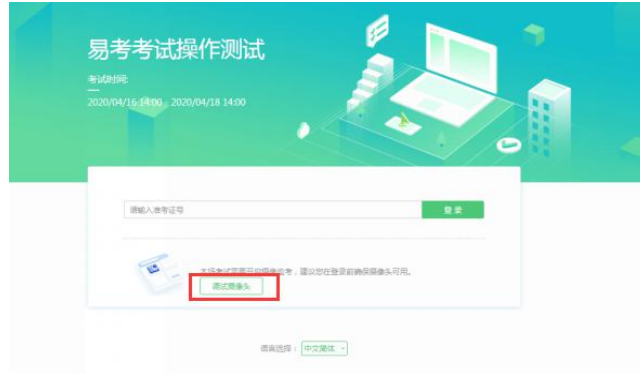 易考考试操作测试
考试时间:
2020/04/16 14:00 - 2020/04/18 14:00
请输入准考证号
登录
本场考试需要开启摄像监考，建议您在登录前确保摄像头可用。
调试摄像头
语言选择： 中文简体